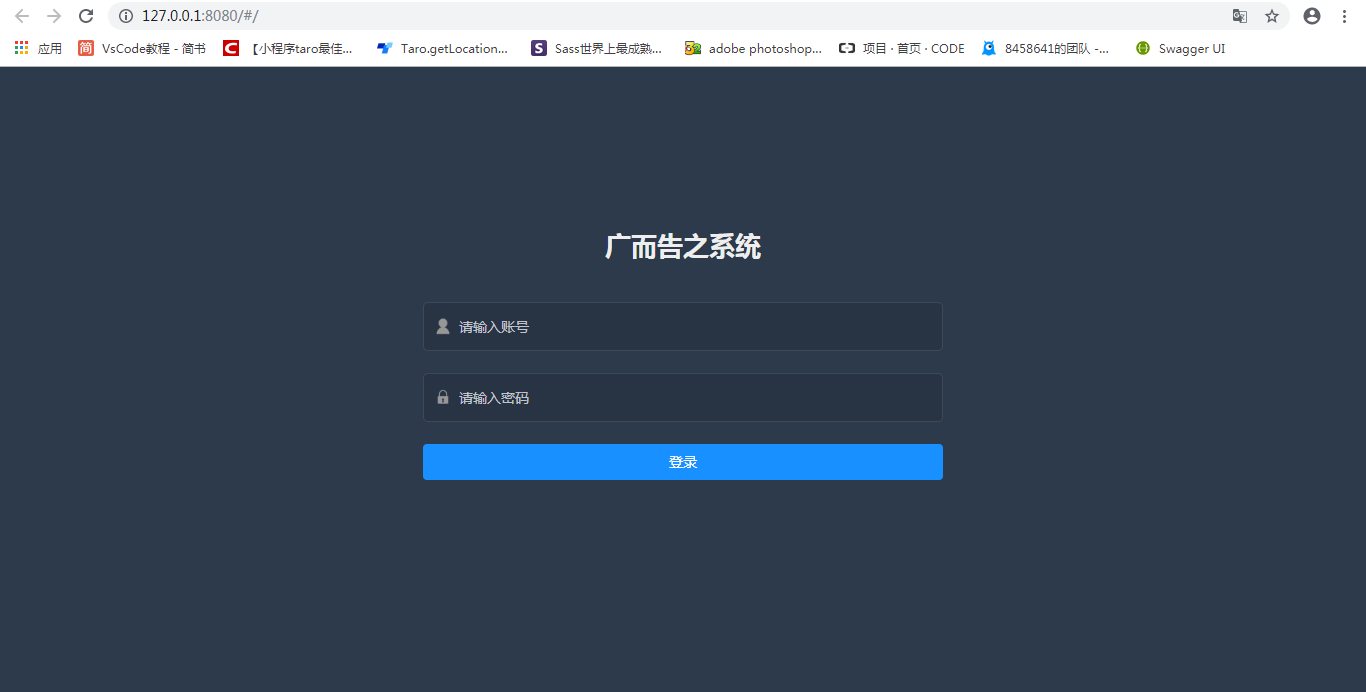 127.0.0.1:8080/#/
应用 简 VsCode教程 - 简书 C 【小程序taro最佳... Taro.getLocation... S Sass世界上最成熟... adobe photoshop... 项目 · 首页 · CODE 8458641的团队 -... Swagger UI
广而告之系统
请输入账号
请输入密码
登录